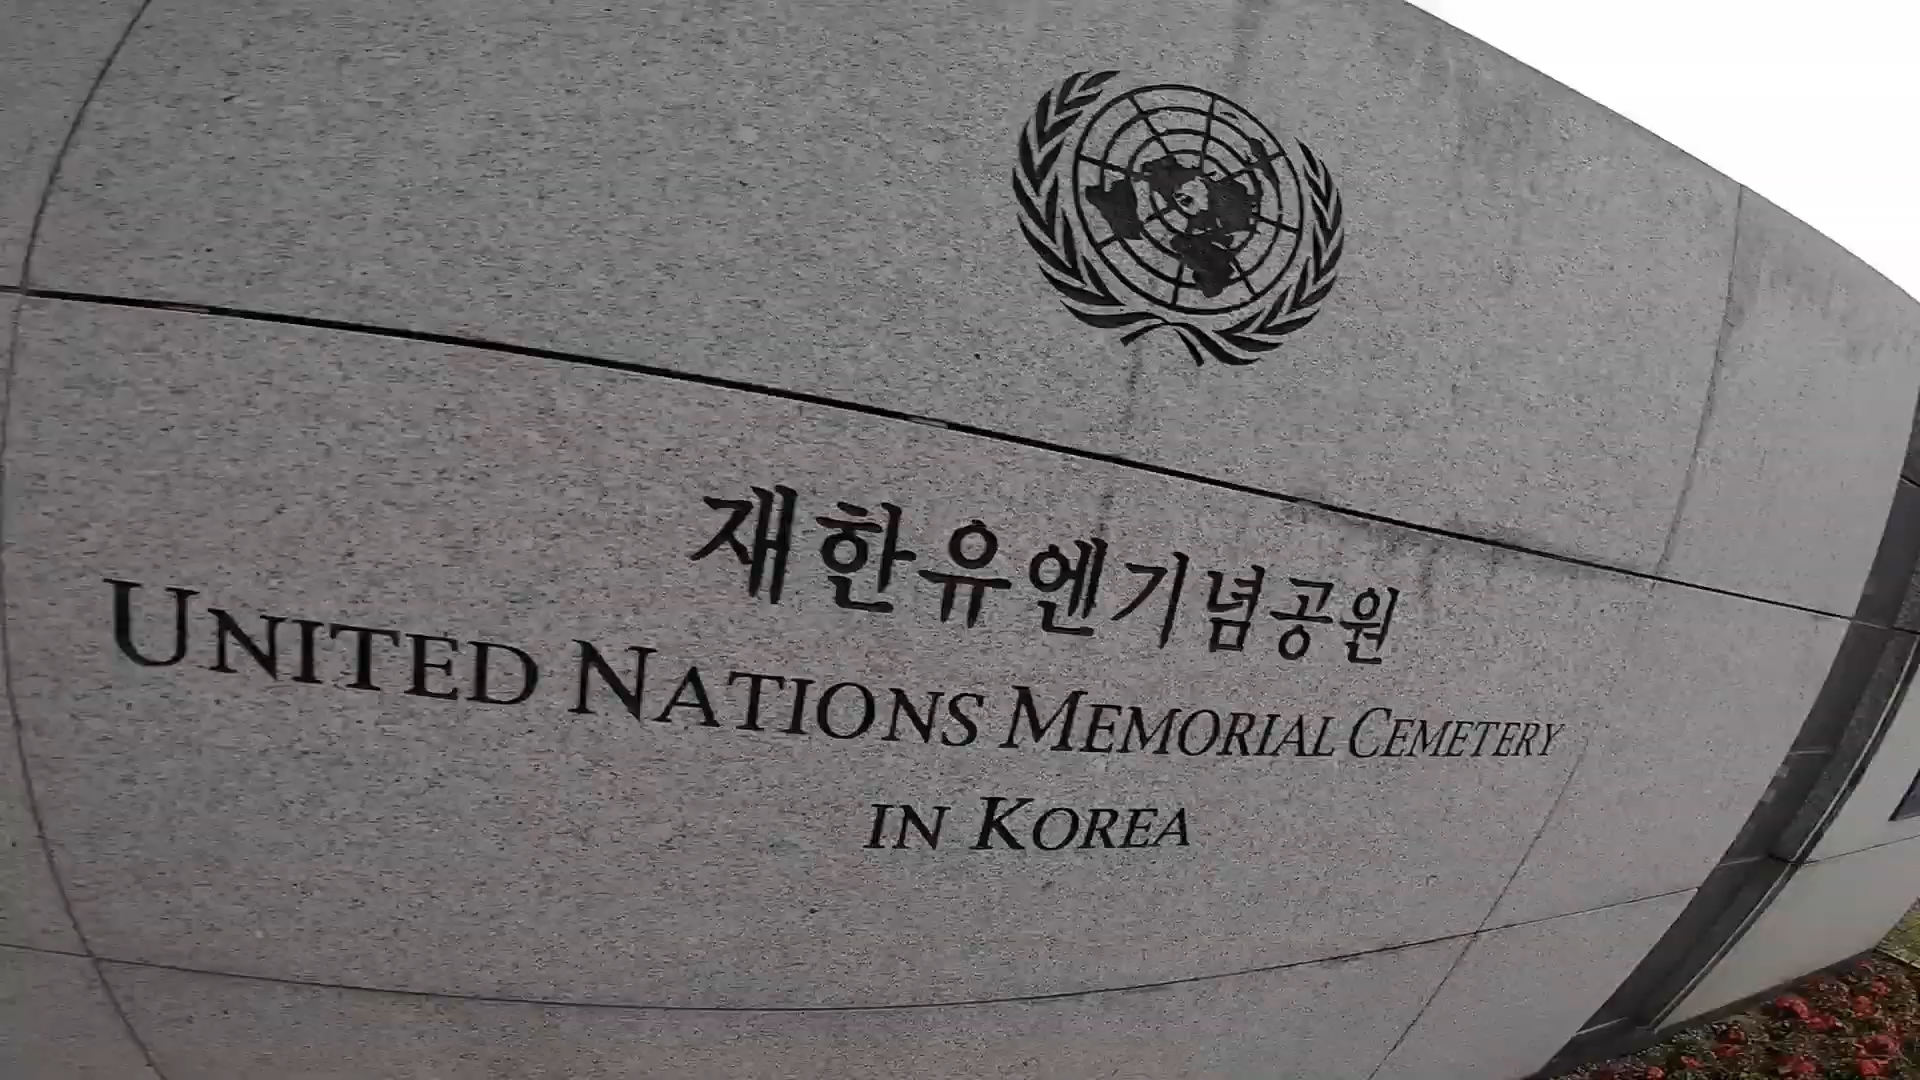 재한유엔기념공원
UNITED NATIONS MEMORIAL CEMETERY
IN KOREA